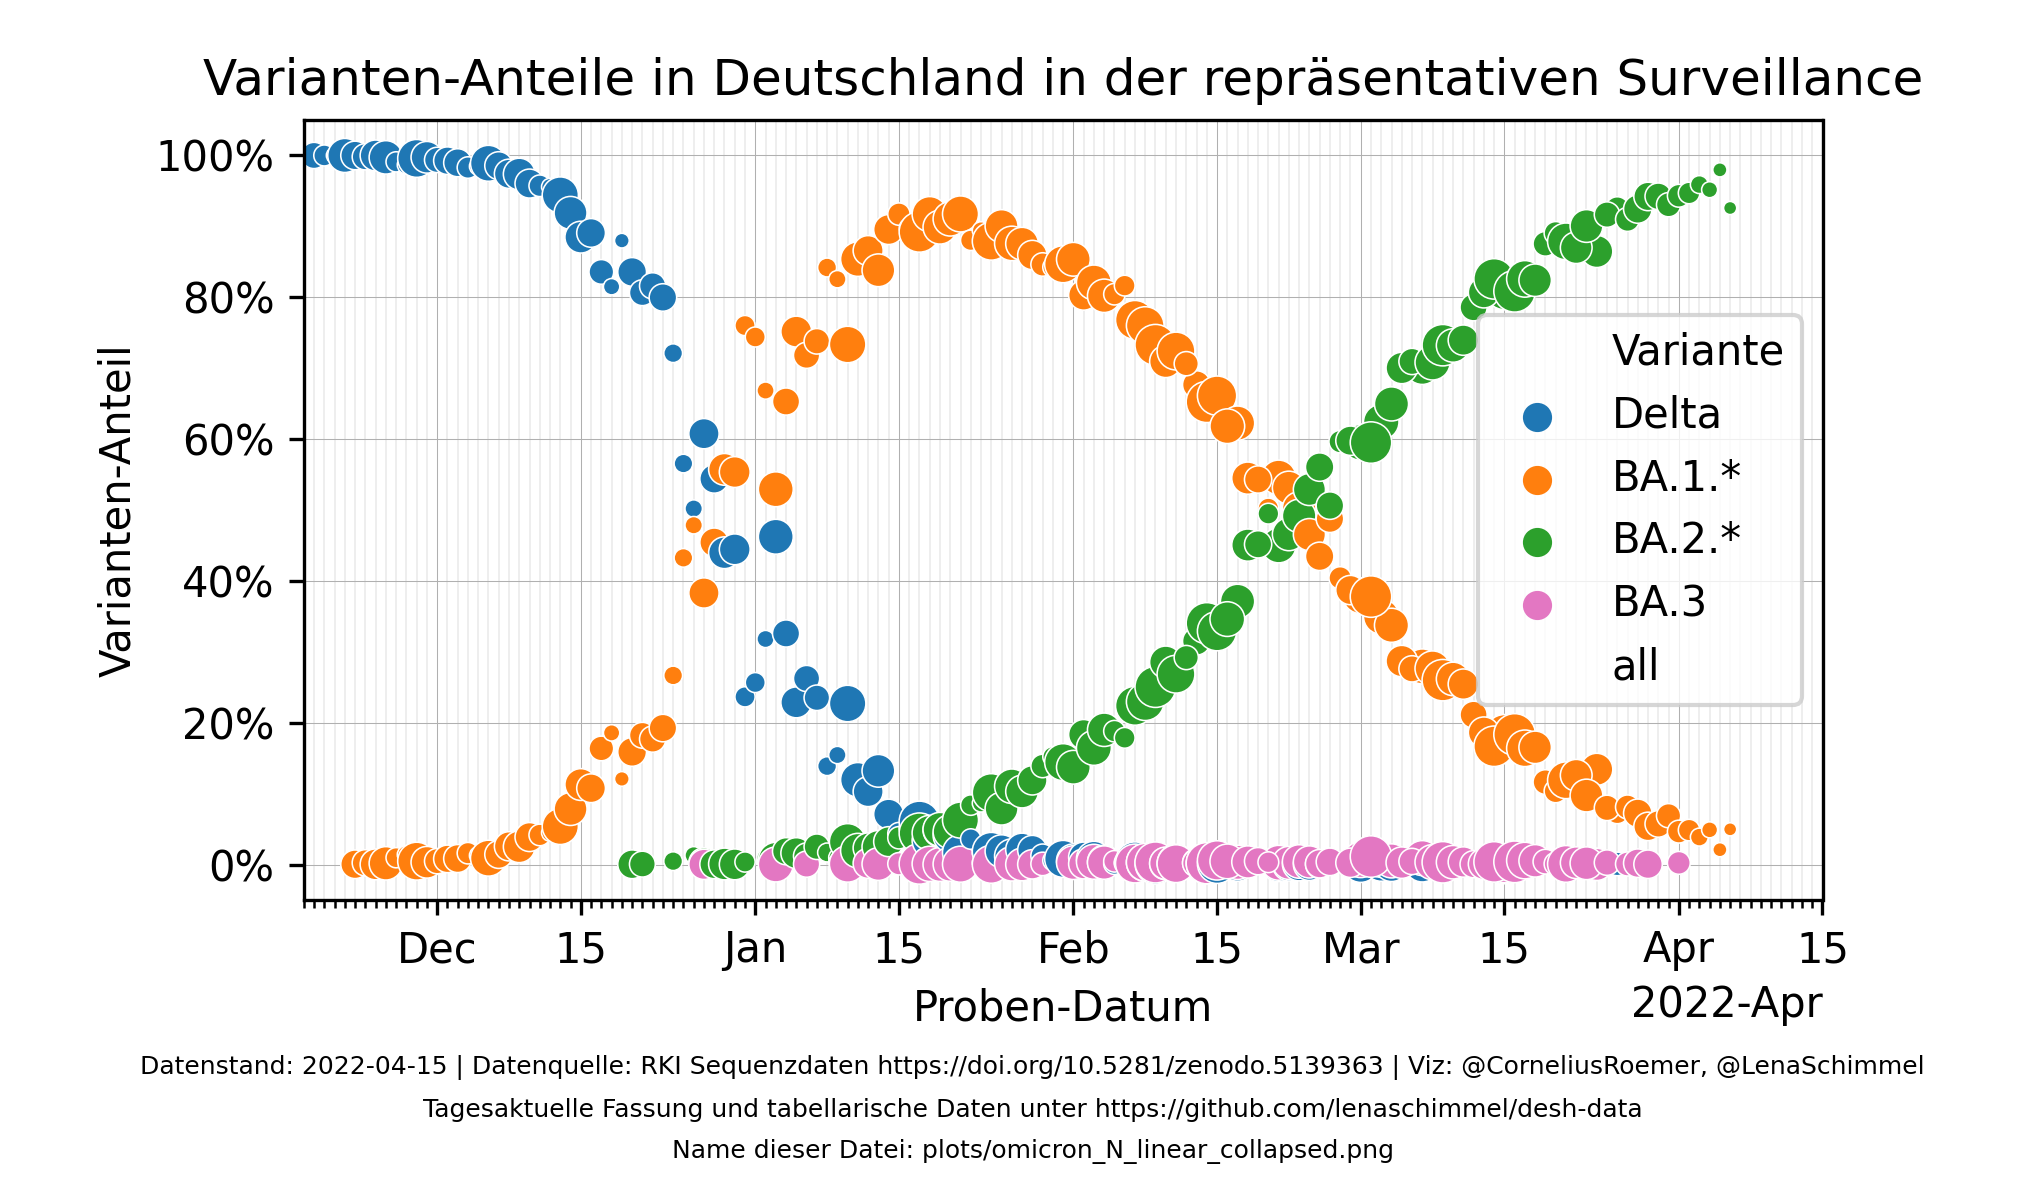 Varianten-Anteile in Deutschland in der repräsentativen Surveillance
Varianten-Anteil
100%
80%
60%
40%
20%
0%
Variante
Delta
BA.1.*
BA.2.*
BA.3
all
Dec 15 Jan 15 Feb 15 Mar 15 Apr 15
Proben-Datum
2022-Apr
Datenstand: 2022-04-15 | Datenquelle: RKI Sequenzdaten https://doi.org/10.5281/zenodo.5139363 | Viz: @CorneliusRoemer, @LenaSchimmel
Tagesaktuelle Fassung und tabellarische Daten unter https://github.com/lenaschimmel/desh-data
Name dieser Datei: plots/omicron_N_linear_collapsed.png